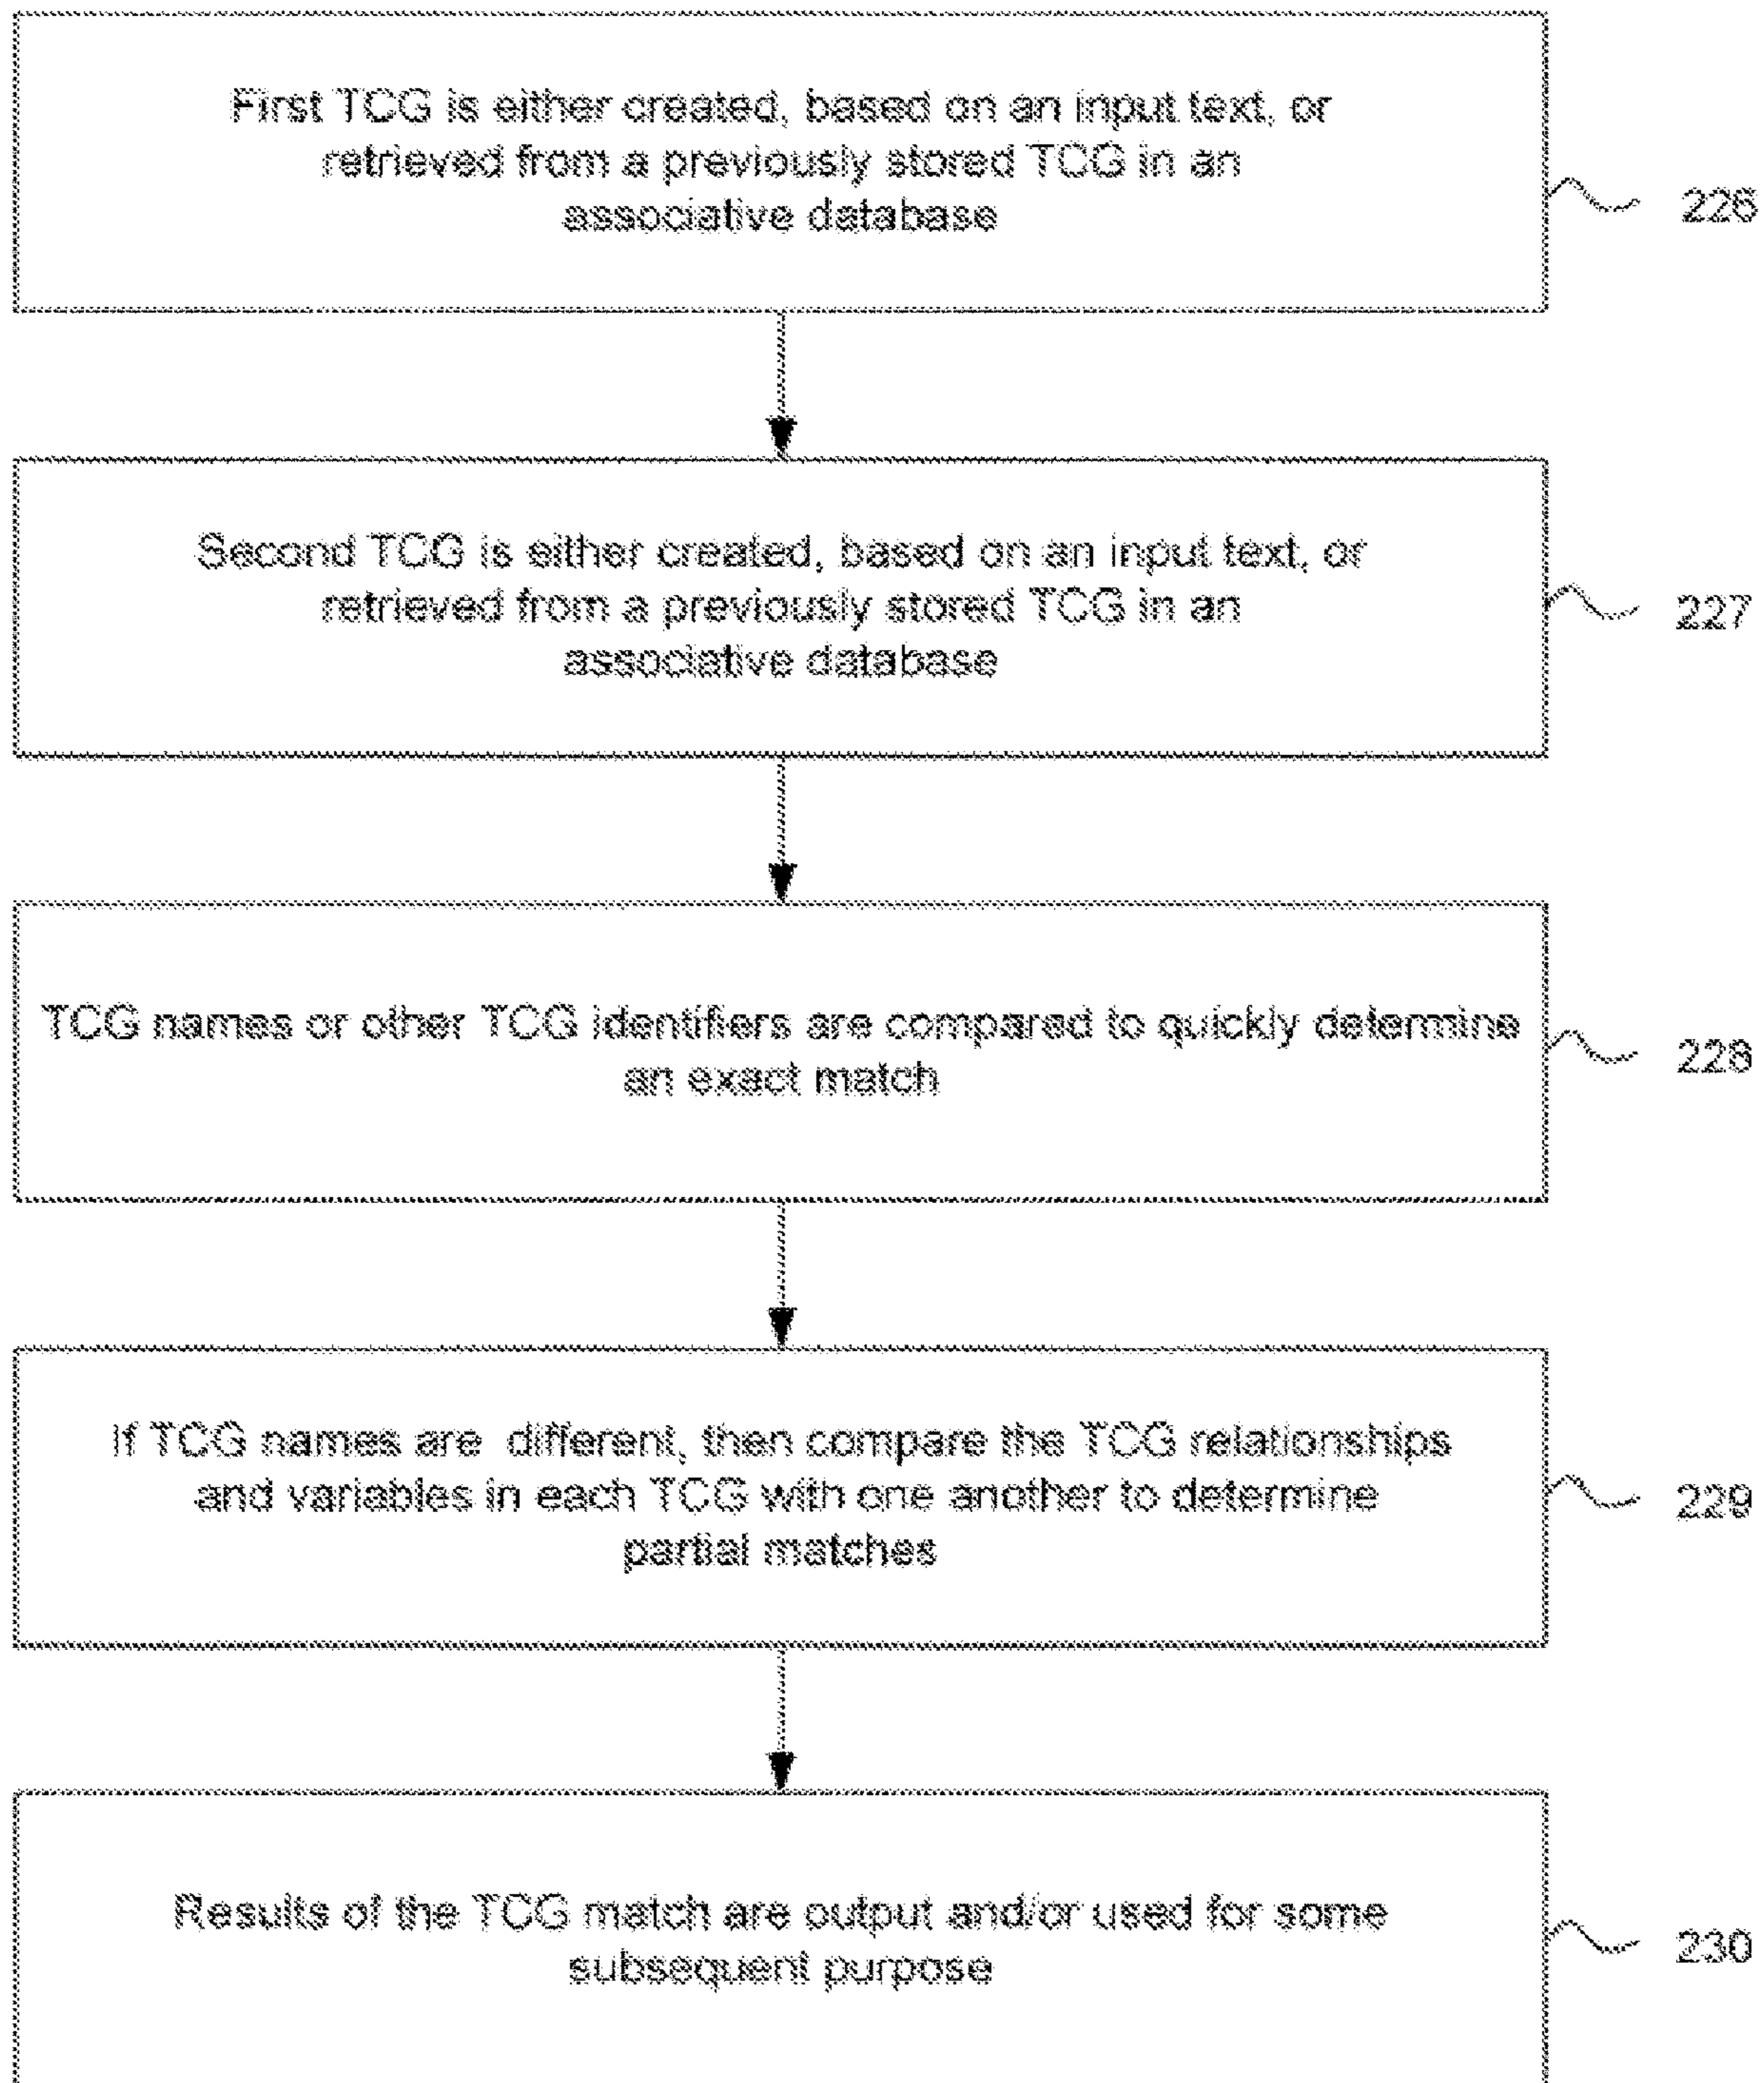 First TCG is either created, based on an input text, or
retrieved from a previously stored TCG in an
associative database
226
Second TCG is either created, based on an input text, or
retrieved from a previously stored TCG in an
associative database
227
TCG names or other TCG identifiers are compared to quickly determine
an exact match
228
If TCG names are different, then compare the TCG relationships
and variables in each TCG with one another to determine
partial matches
229
Results of the TCG match are output and/or used for some
subsequent purpose
230